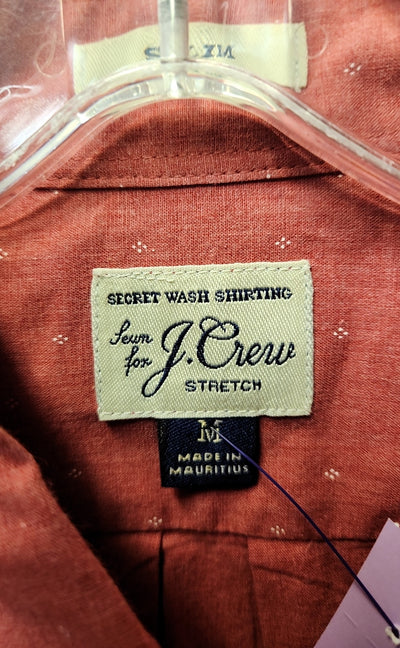 SECRET WASH SHIRTING
Sewn
for
J.Crew
STRETCH
M
MADE IN
MAURITIUS